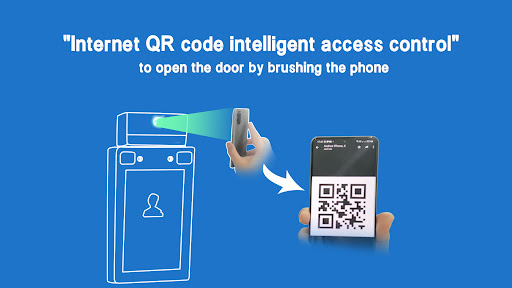 "Internet QR code intelligent access control"
to open the door by brushing the phone